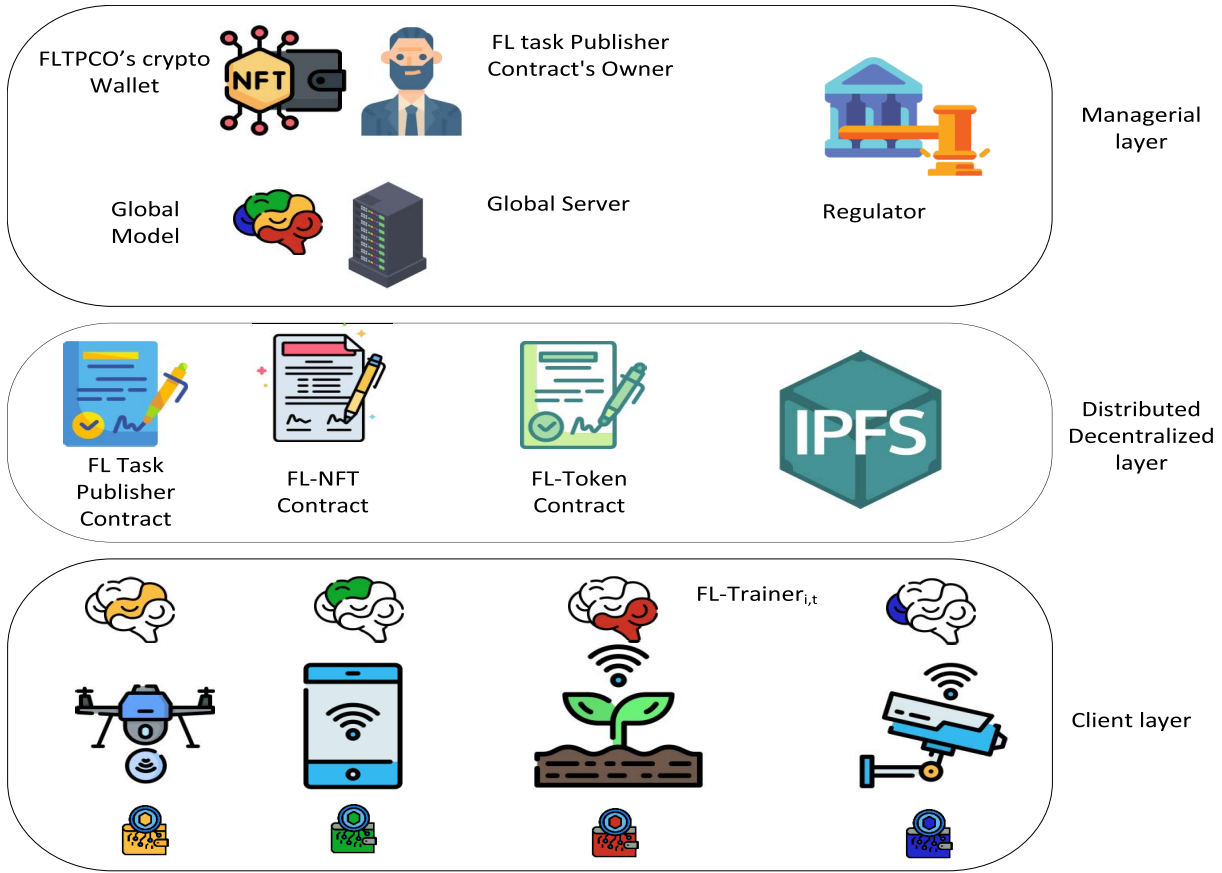 FLTPCO’s crypto
Wallet
NFT
FL task Publisher
Contract's Owner
Managerial
layer
Global
Model
Global Server
Regulator
FL Task
Publisher
Contract
FL-NFT
Contract
FL-Token
Contract
IPFS
Distributed
Decentralized
layer
FL-Traineri,t
Client layer